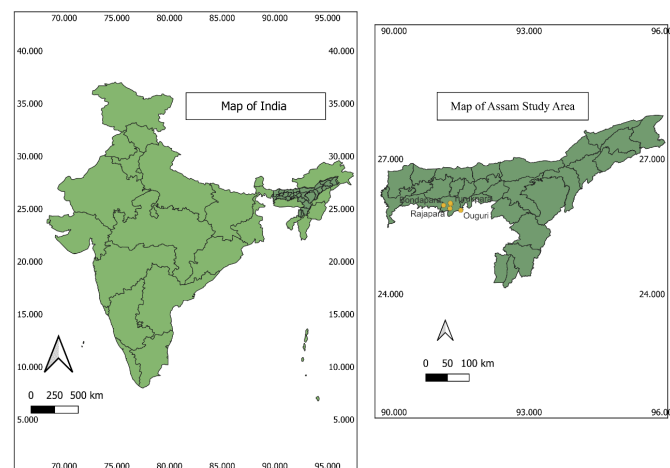 70.000 75.000 80.000 85.000 90.000 95.000
40.000 40.000
Map of India
35.000 35.000
30.000 30.000
25.000 25.000
20.000 20.000
15.000 15.000
10.000 10.000
0 250 500 km
5.000 5.000
70.000 75.000 80.000 85.000 90.000 95.000
90.000 93.000 96.00
Map of Assam Study Area
27.000 27.000
Rajapara Ouguri
24.000 24.000
0 50 100 km
90.000 93.000 96.00